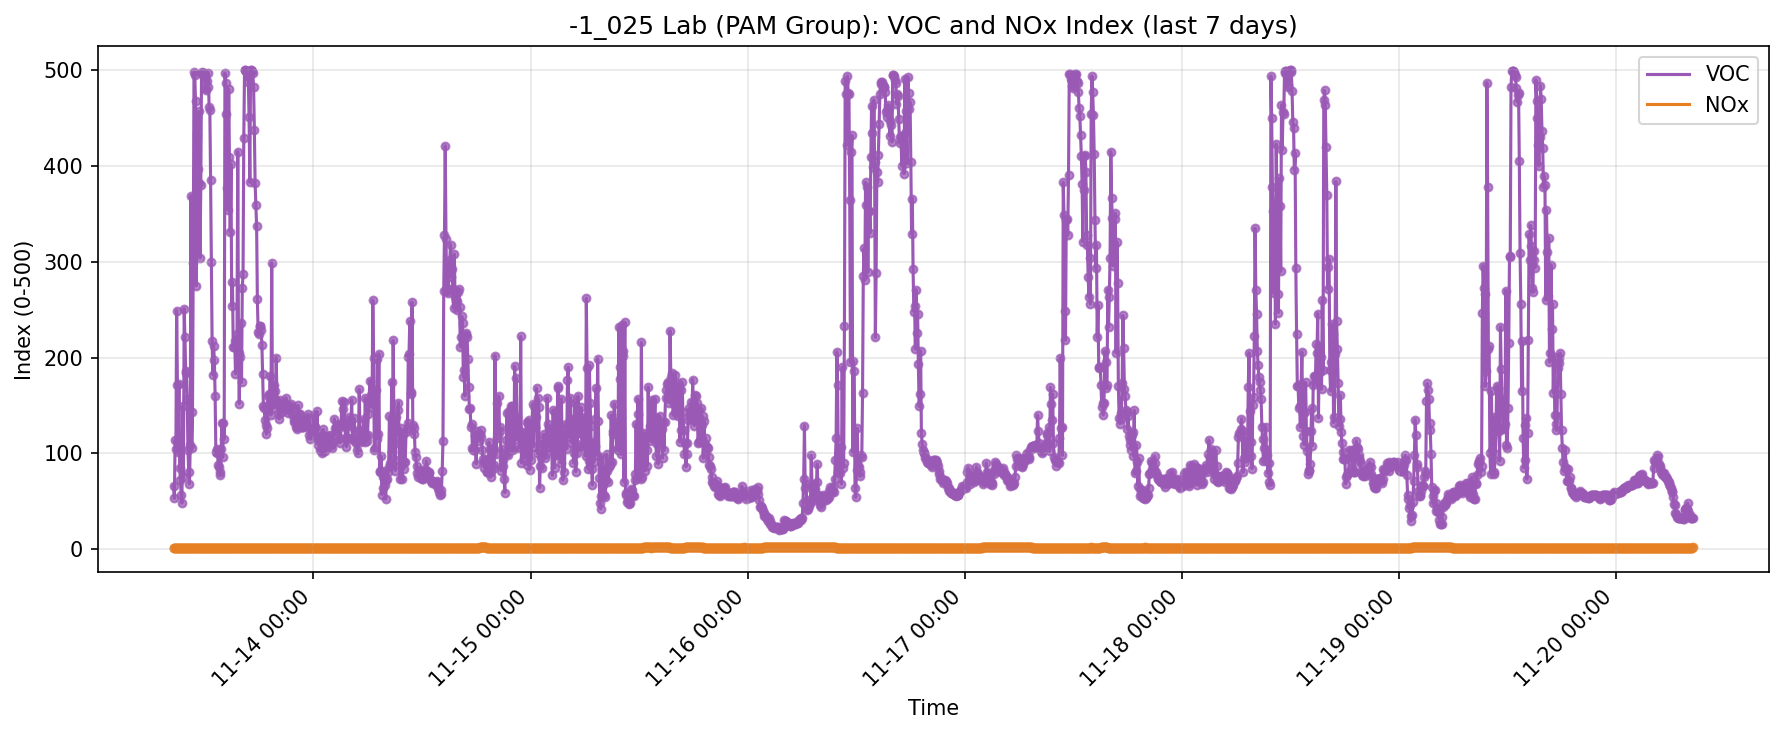 -1_025 Lab (PAM Group): VOC and NOx Index (last 7 days)
VOC
NOx
Index (0-500)
500
400
300
200
100
0
11-14 00:00
11-15 00:00
11-16 00:00
11-17 00:00
11-18 00:00
11-19 00:00
11-20 00:00
Time